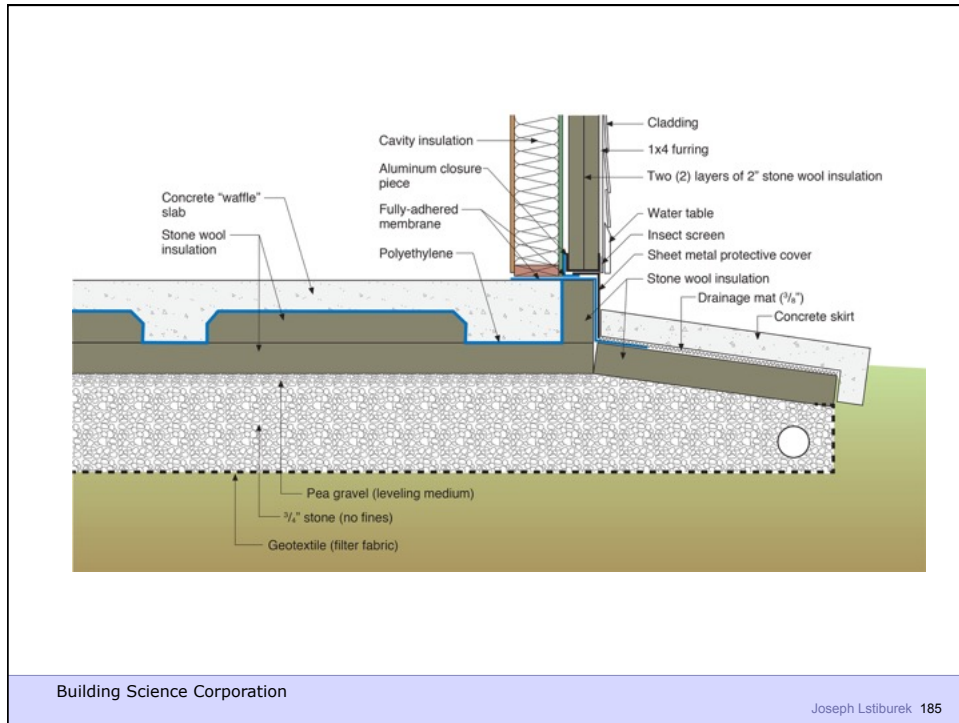 Cavity insulation
Aluminum closure
piece
Fully-adhered
membrane
Polyethylene
Concrete "waffle"
slab
Stone wool
insulation
Cladding
1x4 furring
Two (2) layers of 2" stone wool insulation
Water table
Insect screen
Sheet metal protective cover
Stone wool insulation
Drainage mat (3/8")
Concrete skirt
Pea gravel (leveling medium)
3/4" stone (no fines)
Geotextile (filter fabric)
Building Science Corporation
Joseph Lstiburek 185